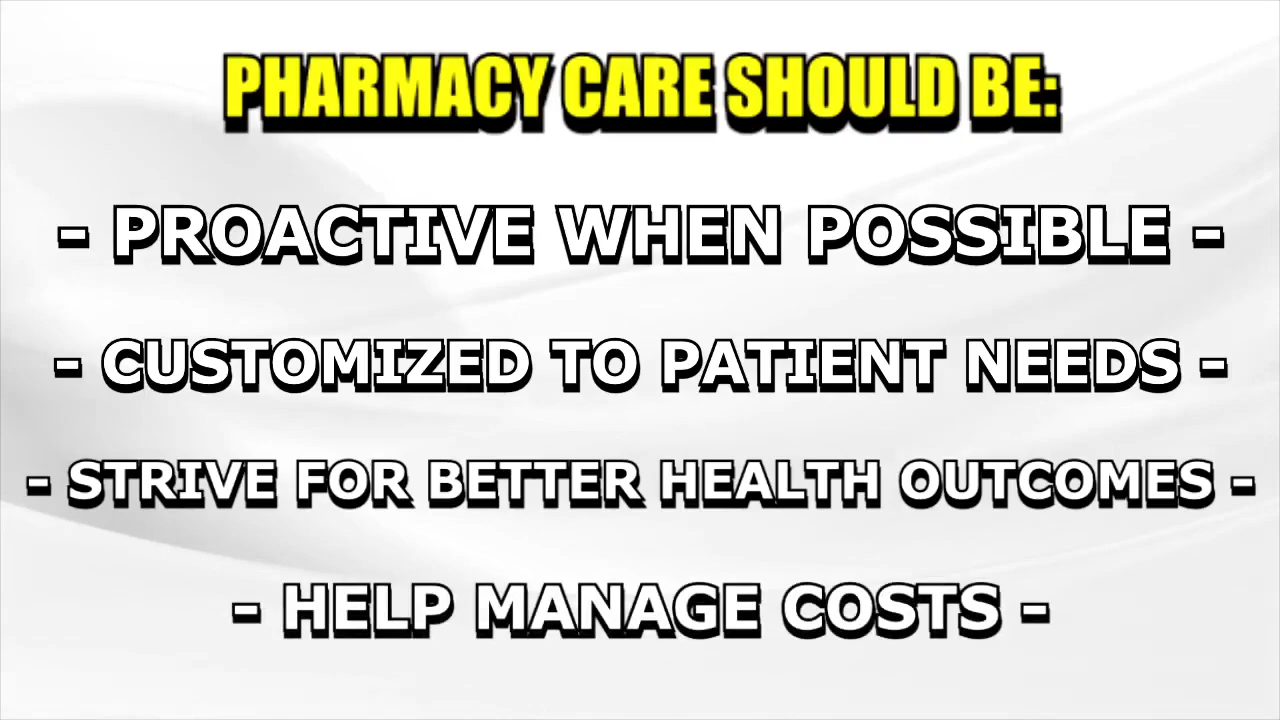 PHARMACY CARE SHOULD BE:
- PROACTIVE WHEN POSSIBLE -
- CUSTOMIZED TO PATIENT NEEDS -
- STRIVE FOR BETTER HEALTH OUTCOMES -
- HELP MANAGE COSTS -